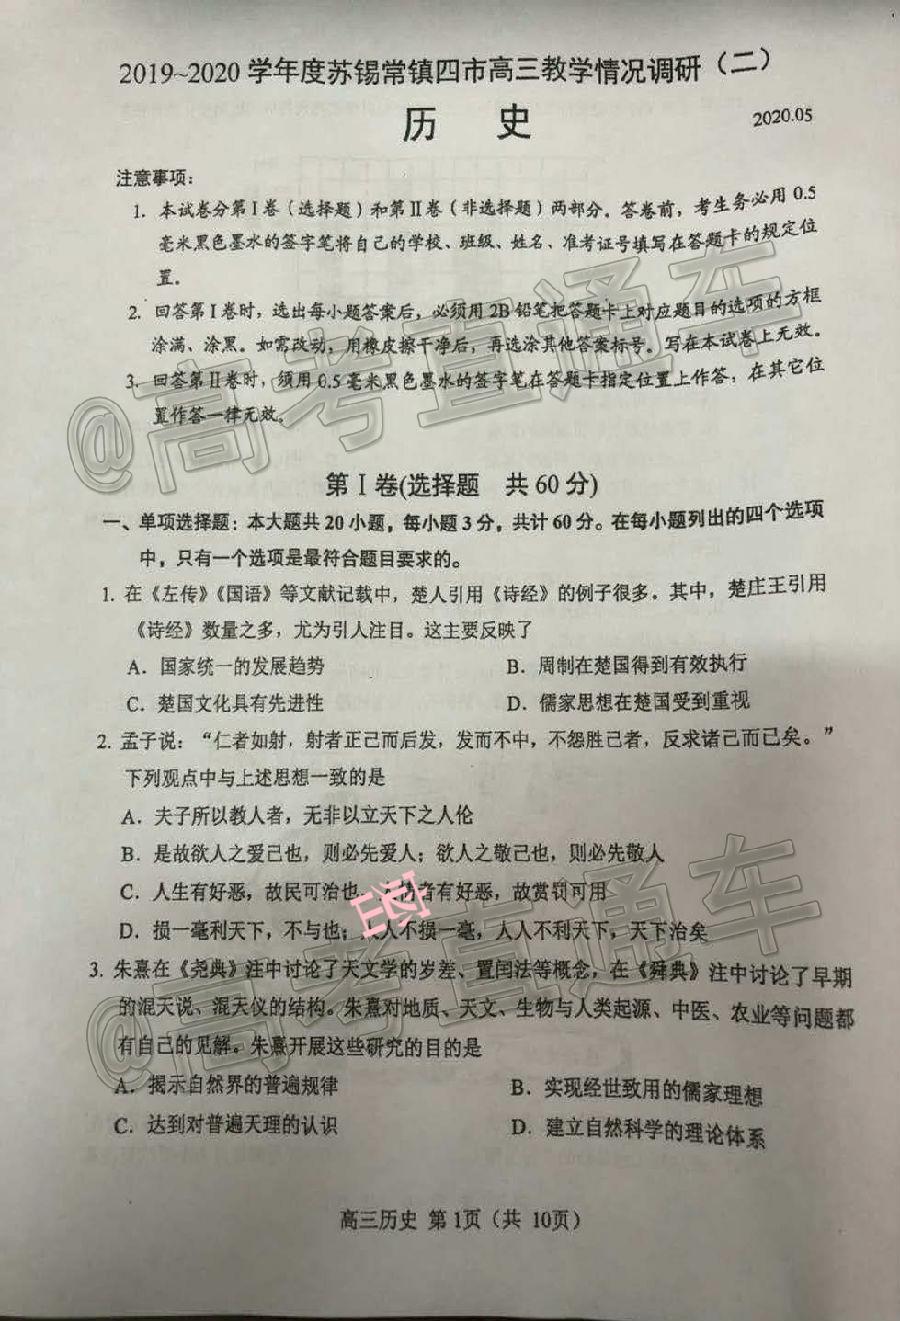 2019~2020 学年度苏锡常镇四市高三教学情况调研（二）
历 史
2020.05
注意事项：
1. 本试卷分第Ⅰ卷（选择题）和第Ⅱ卷（非选择题）两部分。答卷前，考生务必用 0.5
毫米黑色墨水的签字笔将自己的学校、班级、姓名、准考证号填写在答题卡的规定位
置。
2. 回答第Ⅰ卷时，选出每小题答案后，必须用 2B 铅笔把答题卡上对应题目的选项的方框
涂满、涂黑。如需改动，用橡皮擦干净后，再选涂其他答案标号。写在本试卷上无效。
3. 回答第Ⅱ卷时，须用 0.5 毫米黑色墨水的签字笔在答题卡指定位置上作答，在其它位
置作答一律无效。
@高考直通车
第Ⅰ卷(选择题 共 60 分)
一、单项选择题：本大题共 20 小题，每小题 3 分，共计 60 分。在每小题列出的四个选项
中，只有一个选项是最符合题目要求的。
1. 在《左传》《国语》等文献记载中，楚人引用《诗经》的例子很多。其中，楚庄王引用
《诗经》数量之多，尤为引人注目。这主要反映了
A. 国家统一的发展趋势 B. 周制在楚国得到有效执行
C. 楚国文化具有先进性 D. 儒家思想在楚国受到重视
2. 孟子说：“仁者如射，射者正己而后发，发而不中，不怨胜己者，反求诸己而已矣。”
下列观点中与上述思想一致的是
A. 夫子所以教人者，无非以立天下之人伦
B. 是故欲人之爱己也，则必先爱人；欲人之敬己也，则必先敬人
C. 人生有好恶，故民可治也。人情者有好恶，故赏罚可用
D. 损一毫利天下，不与也；人人不损一毫，人人不利天下，天下治矣
3. 朱熹在《尧典》注中讨论了天文学的岁差、置闰法等概念，在《舜典》注中讨论了早期
的混天说、混天仪的结构。朱熹对地质、天文、生物与人类起源、中医、农业等问题都
有自己的见解。朱熹开展这些研究的目的是
A. 揭示自然界的普遍规律 B. 实现经世致用的儒家理想
C. 达到对普遍天理的认识 D. 建立自然科学的理论体系
@高考直通车
高三历史 第 1页（共 10页）